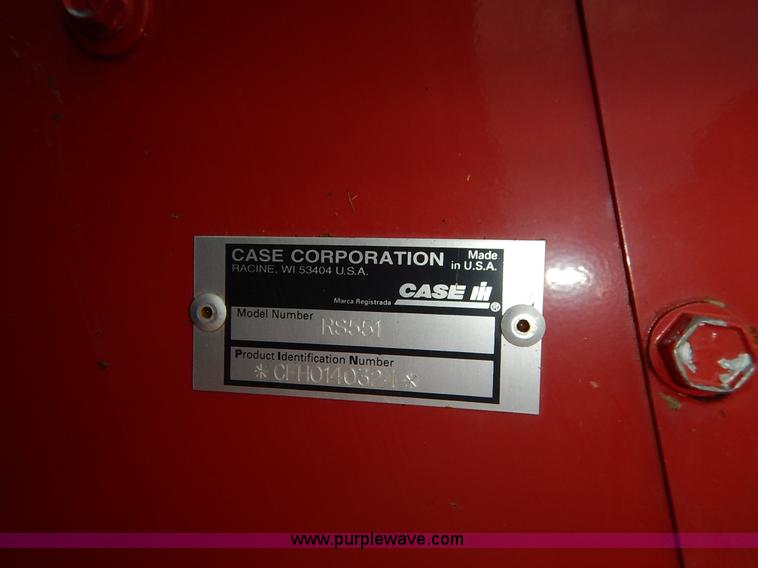 CASE CORPORATION
RACINE, WI 53404 U.S.A.
Made
in U.S.A.
Marca Registrada
CASE IH ®
Model Number
RS551
Product Identification Number
*CFH0140324*
www.purplewave.com